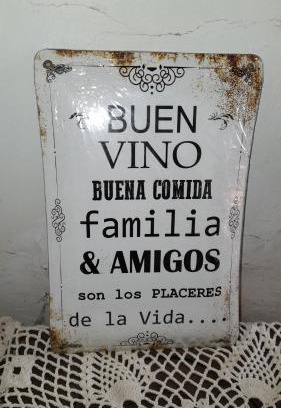 BUEN
VINO
BUENA COMIDA
familia
& AMIGOS
son los PLACERES
de la Vida....